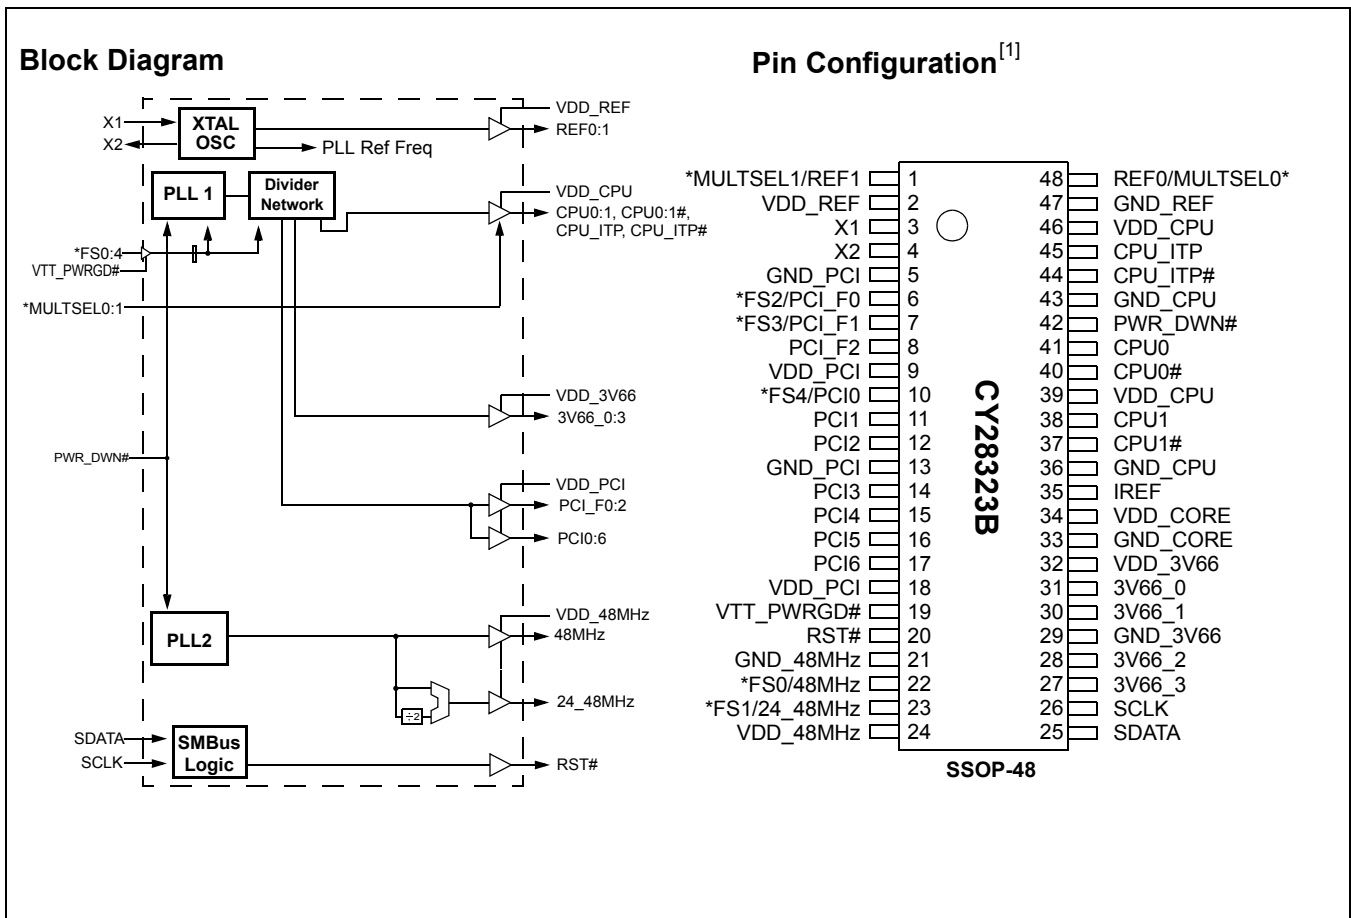 Block Diagram
VDD_REF
X1
XTAL
OSC
REF0:1
X2
PLL Ref Freq
PLL 1
Divider
Network
VDD_CPU
CPU0:1, CPU0:1#,
CPU_ITP, CPU_ITP#
*FS0:4
VTT_PWRGD#
*MULTSEL0:1
VDD_3V66
3V66_0:3
PWR_DWN#
VDD_PCI
PCI_F0:2
PCI0:6
PLL2
VDD_48MHz
48MHz
÷2
24_48MHz
SDATA
SCLK
SMBus
Logic
RST#
Pin Configuration[1]
*MULTSEL1/REF1 1 48 REF0/MULTSEL0*
VDD_REF 2 47 GND_REF
X1 3 46 VDD_CPU
X2 4 45 CPU_ITP
GND_PCI 5 44 CPU_ITP#
*FS2/PCI_F0 6 43 GND_CPU
*FS3/PCI_F1 7 42 PWR_DWN#
PCI_F2 8 41 CPU0
VDD_PCI 9 40 CPU0#
*FS4/PCI0 10 39 VDD_CPU
PCI1 11 38 CPU1
PCI2 12 37 CPU1#
GND_PCI 13 36 GND_CPU
PCI3 14 35 IREF
PCI4 15 34 VDD_CORE
PCI5 16 33 GND_CORE
PCI6 17 32 VDD_3V66
VDD_PCI 18 31 3V66_0
VTT_PWRGD# 19 30 3V66_1
RST# 20 29 GND_3V66
GND_48MHz 21 28 3V66_2
*FS0/48MHz 22 27 3V66_3
*FS1/24_48MHz 23 26 SCLK
VDD_48MHz 24 25 SDATA
CY28323B
SSOP-48